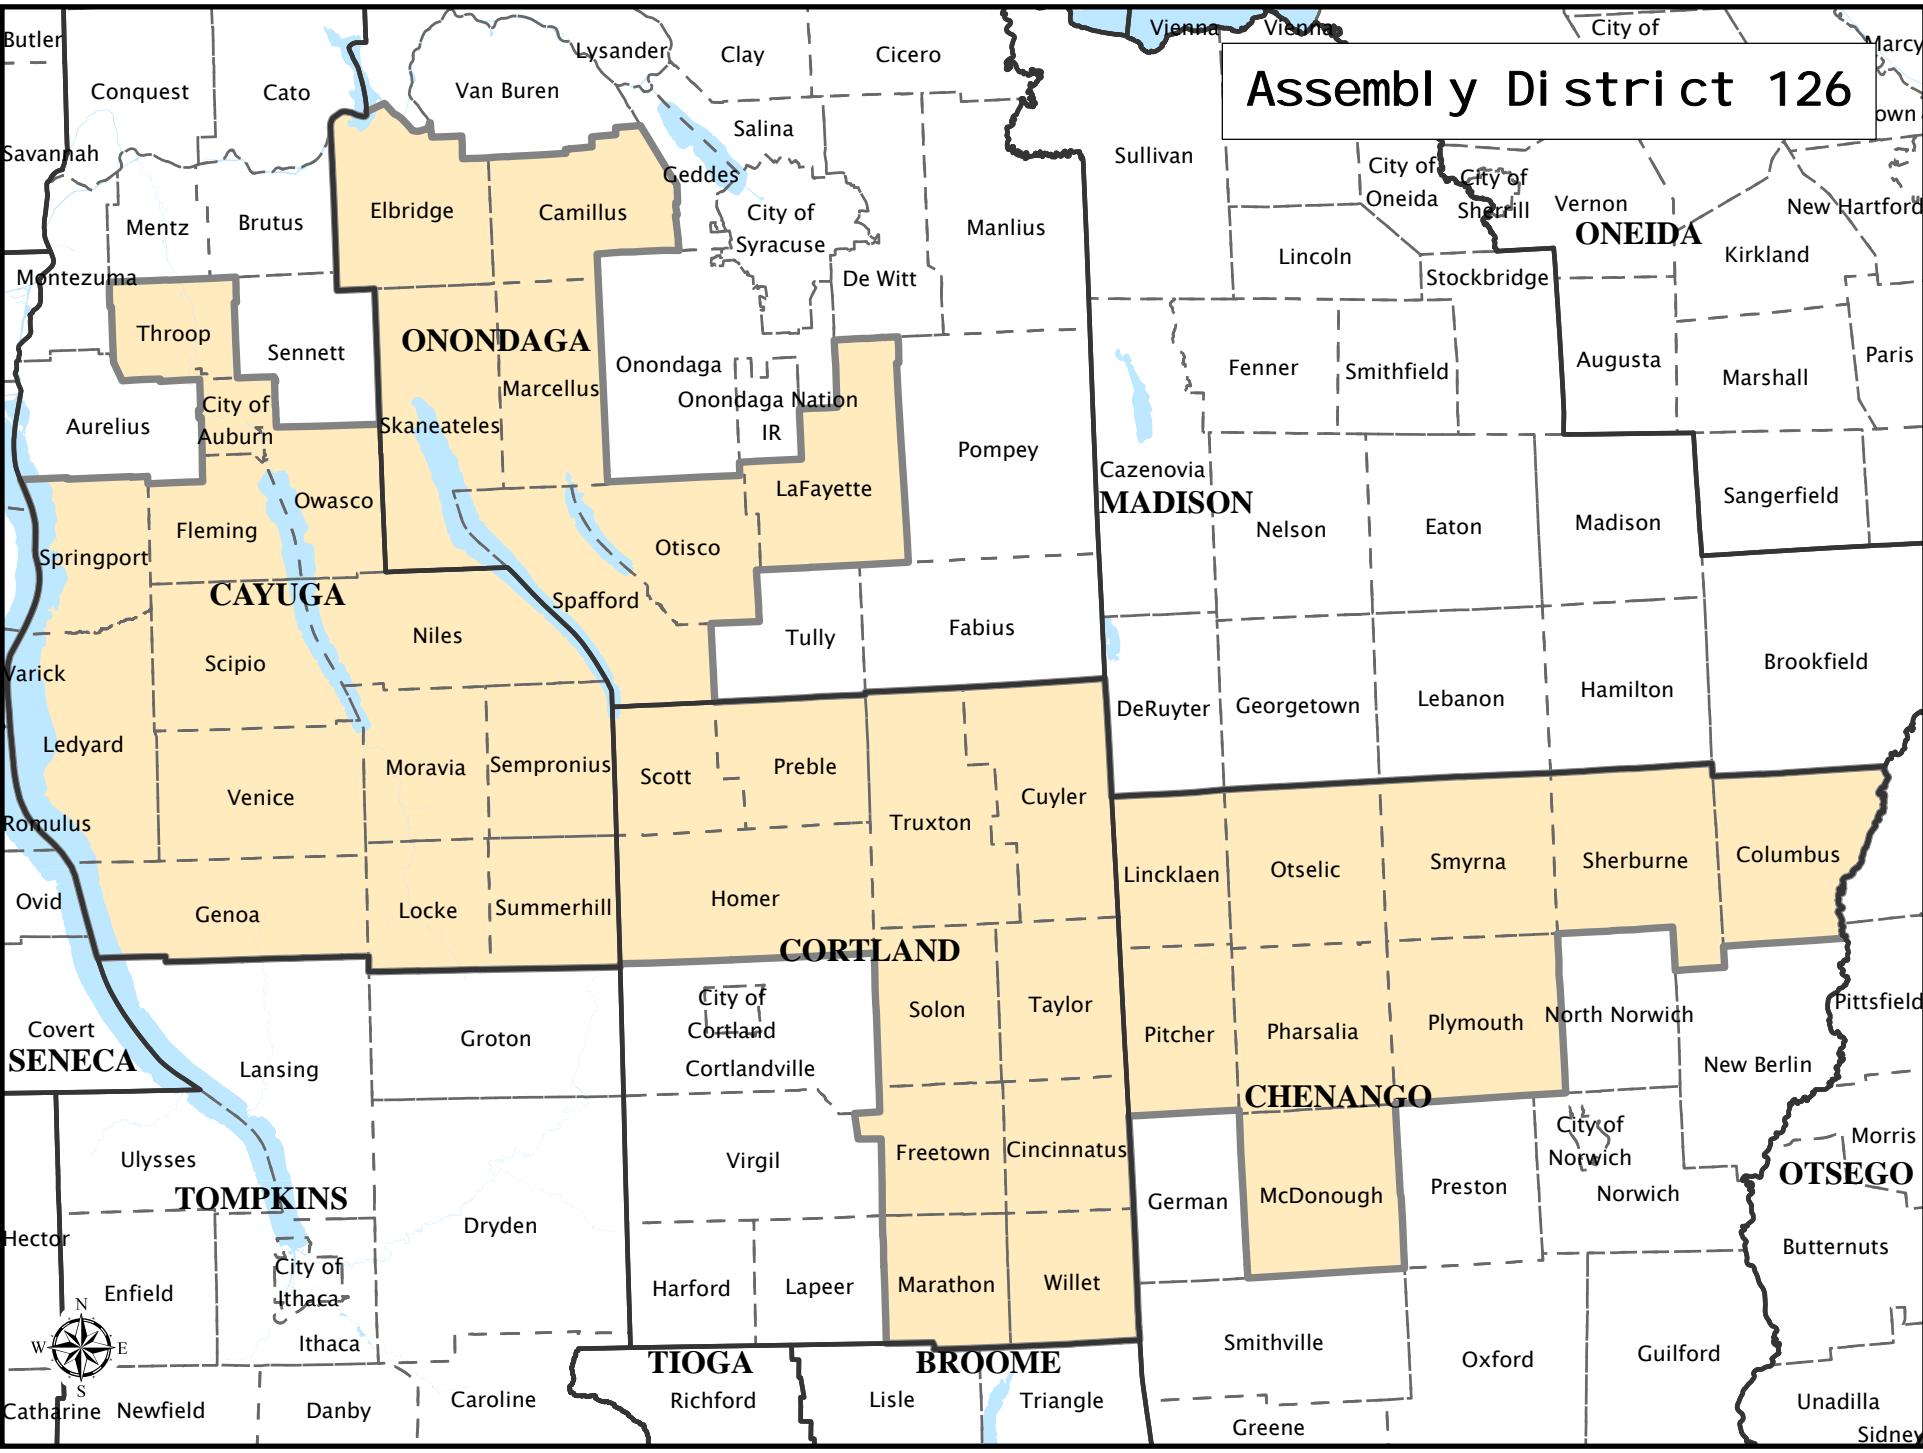 Assembly District 126
Butler
Conquest
Cato
Van Buren
Lysander
Clay
Cicero
Vienna
Vienna
City of
Marcy
own
Savannah
Salina
Sullivan
City of
Oneida
City of
Sherrill
Vernon
New Hartford
ONEIDA
Geddes
Elbridge
Camillus
City of
Syracuse
Manlius
Mentz
Brutus
Montezuma
De Witt
Lincoln
Stockbridge
Kirkland
Throop
Sennett
ONONDAGA
Onondaga
Marcellus
Onondaga Nation
IR
Fenner
Smithfield
Augusta
Marshall
Paris
Aurelius
City of
Auburn
Skaneateles
Pompey
Cazenovia
MADISON
LaFayette
Owasco
Fleming
Springport
Otisco
Nelson
Eaton
Madison
Sangerfield
CAYUGA
Spafford
Niles
Tully
Fabius
Varick
Scipio
Brookfield
DeRuyter
Georgetown
Lebanon
Hamilton
Ledyard
Venice
Moravia
Sempronius
Scott
Preble
Cuyler
Truxton
Romulus
Ovid
Genoa
Locke
Summerhill
Homer
Lincklaen
Otselic
Smyrna
Sherburne
Columbus
CORTLAND
City of
Cortland
Cortlandville
Solon
Taylor
Pitcher
Pharsalia
Plymouth
North Norwich
Pittsfield
Covert
SENECA
Lansing
Groton
New Berlin
CHENANGO
City of
Norwich
Norwich
Morris
OTSEGO
Ulysses
TOMPKINS
Virgil
Freetown
Cincinnatus
German
McDonough
Preston
Hector
Dryden
Butternuts
Enfield
City of
Ithaca
Ithaca
Harford
Lapeer
Marathon
Willet
N
W
E
S
Smithville
Oxford
Guilford
TIOGA
BROOME
Catharine
Newfield
Danby
Caroline
Richford
Lisle
Triangle
Greene
Unadilla
Sidney